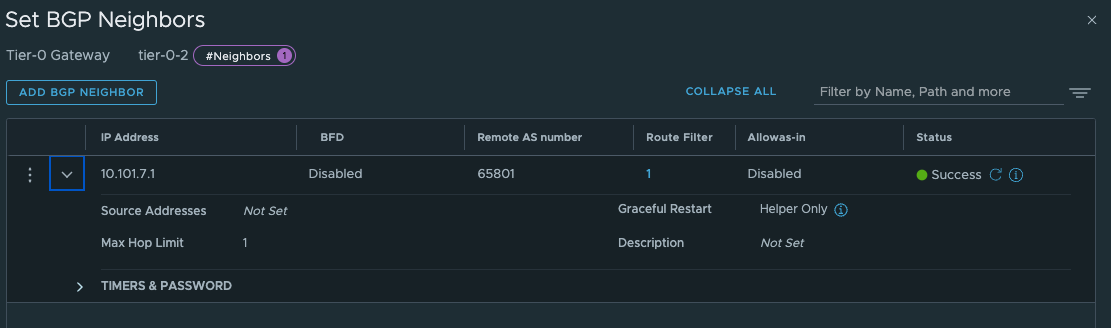 Set BGP Neighbors
Tier-0 Gateway tier-0-2 #Neighbors 1
ADD BGP NEIGHBOR COLLAPSE ALL Filter by Name, Path and more
IP Address BFD Remote AS number Route Filter Allowas-in Status
10.101.7.1 Disabled 65801 1 Disabled Success
Source Addresses Not Set Graceful Restart Helper Only
Max Hop Limit 1 Description Not Set
TIMERS & PASSWORD